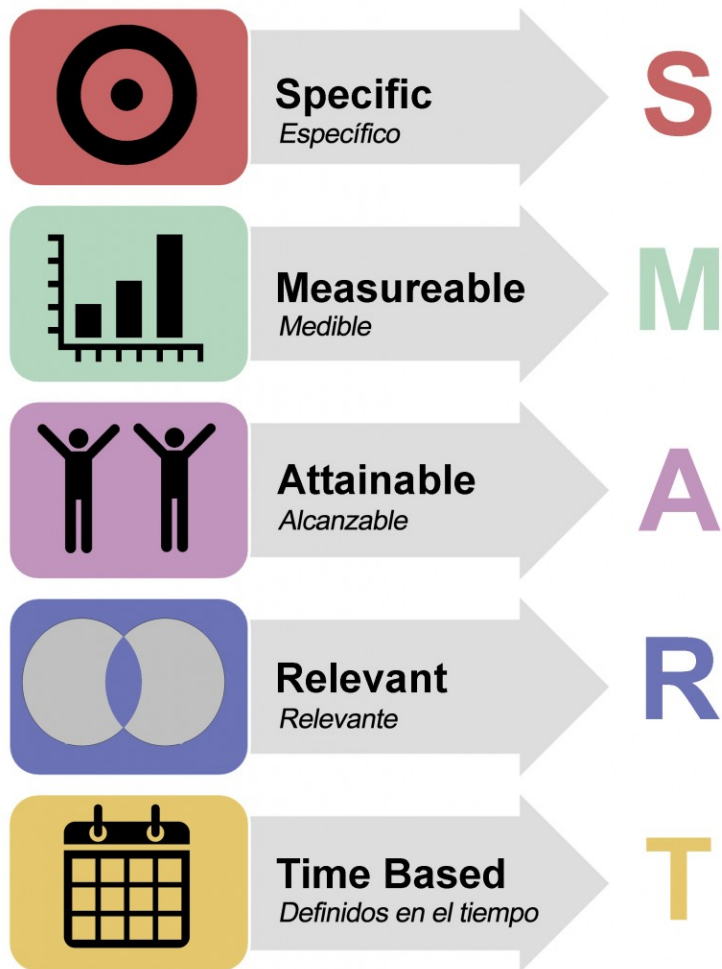 Specific
Específico
S
Measureable
Medible
M
Attainable
Alcanzable
A
Relevant
Relevante
R
Time Based
Definidos en el tiempo
T